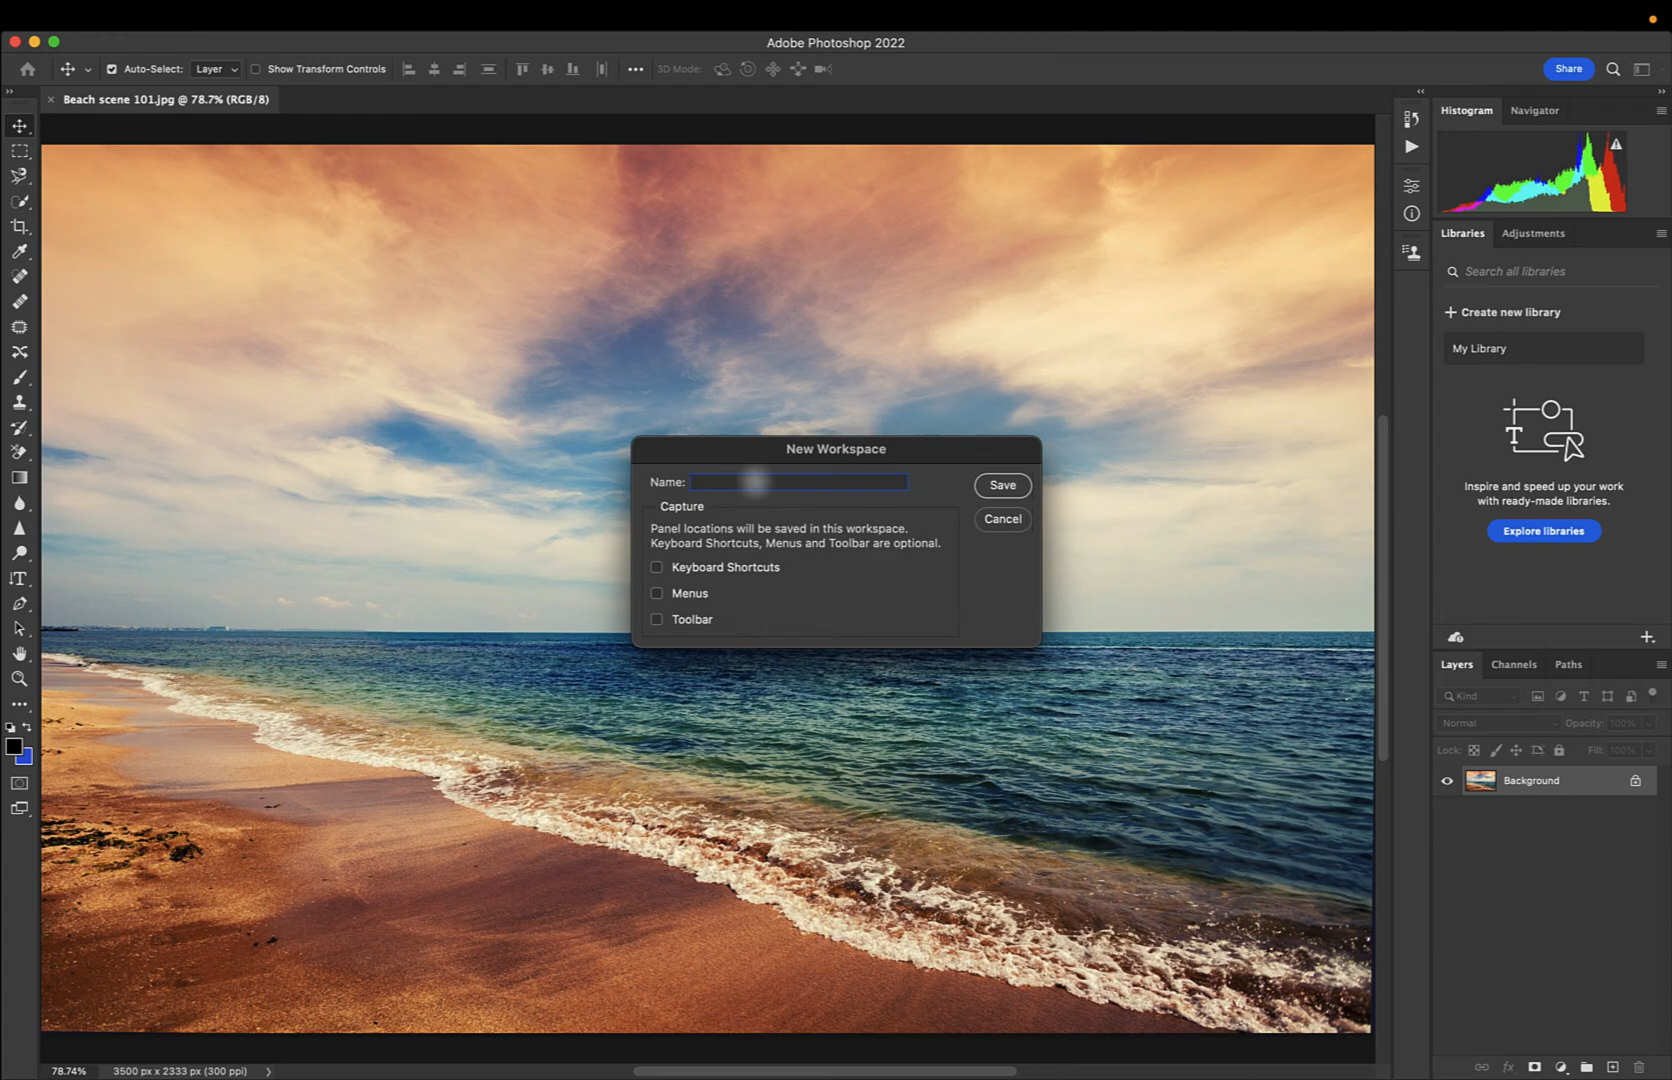 Adobe Photoshop 2022
Auto-Select: Layer Show Transform Controls ••• 3D Mode: Share
× Beach scene 101.jpg @ 78.7% (RGB/8)
Histogram Navigator
Libraries Adjustments
Search all libraries
+ Create new library
My Library
T
Inspire and speed up your work
with ready-made libraries.
Explore libraries
New Workspace
Name:
Save
Capture
Cancel
Panel locations will be saved in this workspace.
Keyboard Shortcuts, Menus and Toolbar are optional.
Keyboard Shortcuts
Menus
Toolbar
Layers Channels Paths
Kind T
Normal Opacity: 100%
Lock: Fill: 100%
Background
78.74% 3500 px x 2333 px (300 ppi) fx